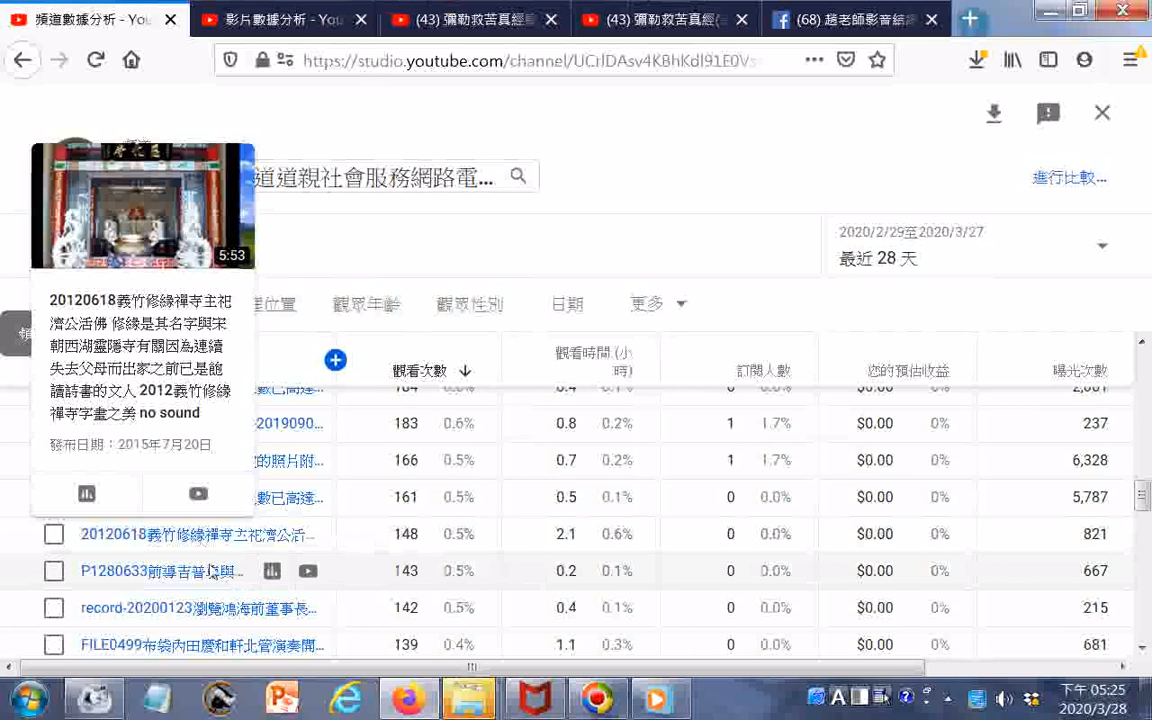 頻道數據分析 - You
影片數據分析 - You
(43) 彌勒救苦真經
(43) 彌勒救苦真經(
(68) 趙老師影音結
https://studio.youtube.com/channel/UCrlDAsv4KBhKdl91E0Vs
道道親社會服務網路電...
進行比較...
5:53
2020/2/29至2020/3/27
最近 28 天
20120618義竹修緣禪寺主祀
濟公活佛 修緣是其名字與宋
朝西湖靈隱寺有關因為連續
失去父母而出家之前已是飽
讀詩書的文人 2012義竹修緣
禪寺字畫之美 no sound
發布日期：2015年7月20日
位置 觀眾年齡 觀眾性別 日期 更多
觀看次數 觀看時間 (小時) 訂閱人數 您的預估收益 曝光次數
2019090... 183 0.6% 0.8 0.2% 1 1.7% $0.00 0% 237
的照片附... 166 0.5% 0.7 0.2% 1 1.7% $0.00 0% 6,328
數已高達... 161 0.5% 0.5 0.1% 0 0.0% $0.00 0% 5,787
20120618義竹修緣禪寺主祀濟公活... 148 0.5% 2.1 0.6% 0 0.0% $0.00 0% 821
P1280633前導吉普車與... 143 0.5% 0.2 0.1% 0 0.0% $0.00 0% 667
record-20200123瀏覽鴻海前董事長... 142 0.5% 0.4 0.1% 0 0.0% $0.00 0% 215
FILE0499布袋內田慶和軒北管演奏開... 139 0.4% 1.1 0.3% 0 0.0% $0.00 0% 681
下午 05:25
2020/3/28